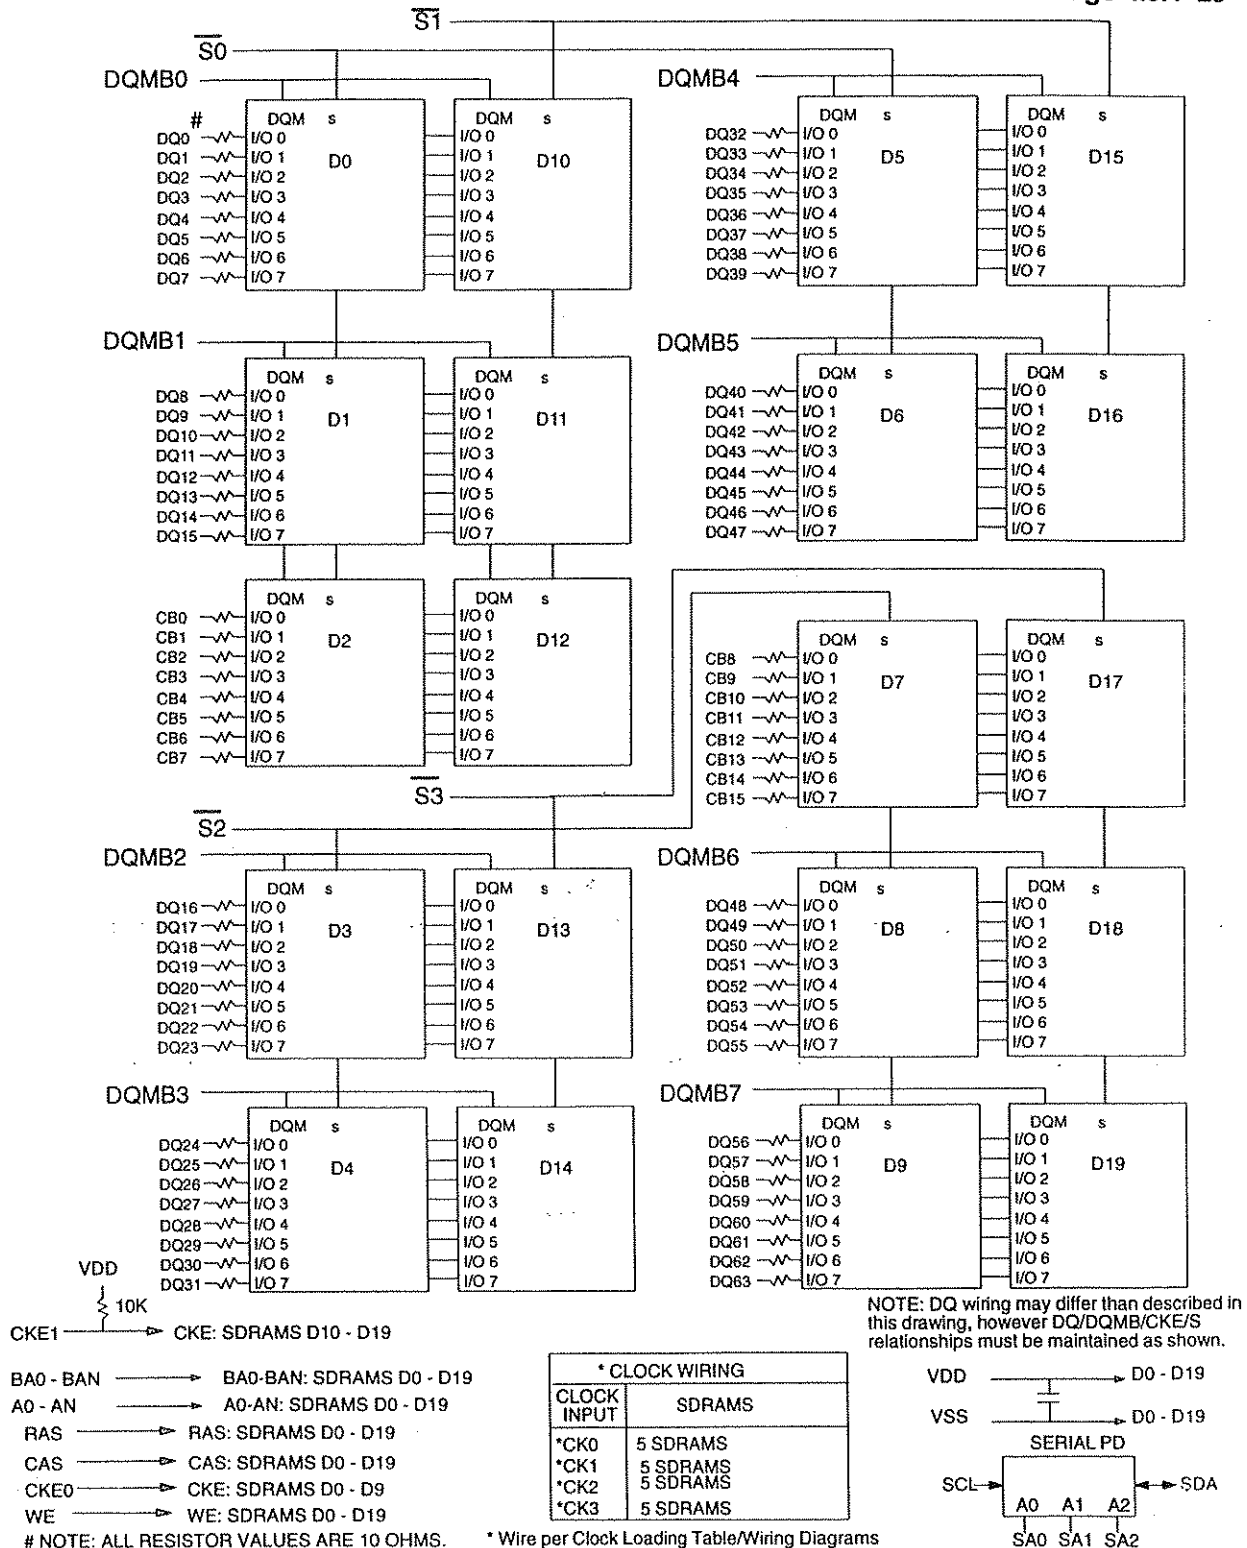 S1
S0
DQMB0
DQMB4
#
DQM s
I/O 0
I/O 1
I/O 2
I/O 3
I/O 4
I/O 5
I/O 6
I/O 7
D0
DQ0
DQ1
DQ2
DQ3
DQ4
DQ5
DQ6
DQ7
DQM s
I/O 0
I/O 1
I/O 2
I/O 3
I/O 4
I/O 5
I/O 6
I/O 7
D10
DQ32
DQ33
DQ34
DQ35
DQ36
DQ37
DQ38
DQ39
DQM s
I/O 0
I/O 1
I/O 2
I/O 3
I/O 4
I/O 5
I/O 6
I/O 7
D5
DQM s
I/O 0
I/O 1
I/O 2
I/O 3
I/O 4
I/O 5
I/O 6
I/O 7
D15
DQMB1
DQMB5
DQ8
DQ9
DQ10
DQ11
DQ12
DQ13
DQ14
DQ15
DQM s
I/O 0
I/O 1
I/O 2
I/O 3
I/O 4
I/O 5
I/O 6
I/O 7
D1
DQM s
I/O 0
I/O 1
I/O 2
I/O 3
I/O 4
I/O 5
I/O 6
I/O 7
D11
DQ40
DQ41
DQ42
DQ43
DQ44
DQ45
DQ46
DQ47
DQM s
I/O 0
I/O 1
I/O 2
I/O 3
I/O 4
I/O 5
I/O 6
I/O 7
D6
DQM s
I/O 0
I/O 1
I/O 2
I/O 3
I/O 4
I/O 5
I/O 6
I/O 7
D16
CB0
CB1
CB2
CB3
CB4
CB5
CB6
CB7
DQM s
I/O 0
I/O 1
I/O 2
I/O 3
I/O 4
I/O 5
I/O 6
I/O 7
D2
DQM s
I/O 0
I/O 1
I/O 2
I/O 3
I/O 4
I/O 5
I/O 6
I/O 7
D12
CB8
CB9
CB10
CB11
CB12
CB13
CB14
CB15
DQM s
I/O 0
I/O 1
I/O 2
I/O 3
I/O 4
I/O 5
I/O 6
I/O 7
D7
DQM s
I/O 0
I/O 1
I/O 2
I/O 3
I/O 4
I/O 5
I/O 6
I/O 7
D17
S3
S2
DQMB2
DQMB6
DQ16
DQ17
DQ18
DQ19
DQ20
DQ21
DQ22
DQ23
DQM s
I/O 0
I/O 1
I/O 2
I/O 3
I/O 4
I/O 5
I/O 6
I/O 7
D3
DQM s
I/O 0
I/O 1
I/O 2
I/O 3
I/O 4
I/O 5
I/O 6
I/O 7
D13
DQ48
DQ49
DQ50
DQ51
DQ52
DQ53
DQ54
DQ55
DQM s
I/O 0
I/O 1
I/O 2
I/O 3
I/O 4
I/O 5
I/O 6
I/O 7
D8
DQM s
I/O 0
I/O 1
I/O 2
I/O 3
I/O 4
I/O 5
I/O 6
I/O 7
D18
DQMB3
DQMB7
DQ24
DQ25
DQ26
DQ27
DQ28
DQ29
DQ30
DQ31
DQM s
I/O 0
I/O 1
I/O 2
I/O 3
I/O 4
I/O 5
I/O 6
I/O 7
D4
DQM s
I/O 0
I/O 1
I/O 2
I/O 3
I/O 4
I/O 5
I/O 6
I/O 7
D14
DQ56
DQ57
DQ58
DQ59
DQ60
DQ61
DQ62
DQ63
DQM s
I/O 0
I/O 1
I/O 2
I/O 3
I/O 4
I/O 5
I/O 6
I/O 7
D9
DQM s
I/O 0
I/O 1
I/O 2
I/O 3
I/O 4
I/O 5
I/O 6
I/O 7
D19
VDD
10K
CKE1 CKE: SDRAMS D10 - D19
BA0 - BAN BA0-BAN: SDRAMS D0 - D19
A0 - AN A0-AN: SDRAMS D0 - D19
RAS RAS: SDRAMS D0 - D19
CAS CAS: SDRAMS D0 - D19
CKE0 CKE: SDRAMS D0 - D9
WE WE: SDRAMS D0 - D19
# NOTE: ALL RESISTOR VALUES ARE 10 OHMS.
* CLOCK WIRING
CLOCK INPUT SDRAMS
*CK0 5 SDRAMS
*CK1 5 SDRAMS
*CK2 5 SDRAMS
*CK3 5 SDRAMS
* Wire per Clock Loading Table/Wiring Diagrams
NOTE: DQ wiring may differ than described in
this drawing, however DQ/DQMB/CKE/S
relationships must be maintained as shown.
VDD D0 - D19
VSS D0 - D19
SERIAL PD
SCL SDA
A0 A1 A2
SA0 SA1 SA2